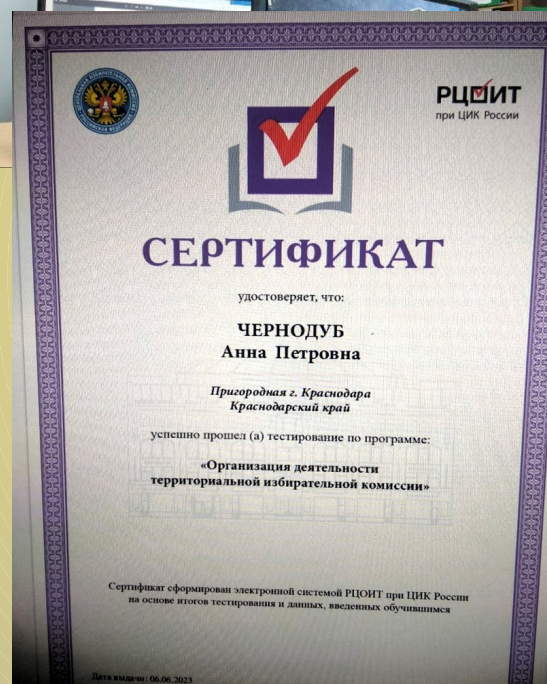 РЦОИТ
при ЦИК России
СЕРТИФИКАТ
удостоверяет, что:
ЧЕРНОДУБ
Анна Петровна
Пригородная г. Краснодара
Краснодарский край
успешно прошел (а) тестирование по программе:
«Организация деятельности
территориальной избирательной комиссии»
Сертификат сформирован электронной системой РЦОИТ при ЦИК России
на основе итогов тестирования и данных, введенных обучившимся
Дата выдачи: 06.06.2023